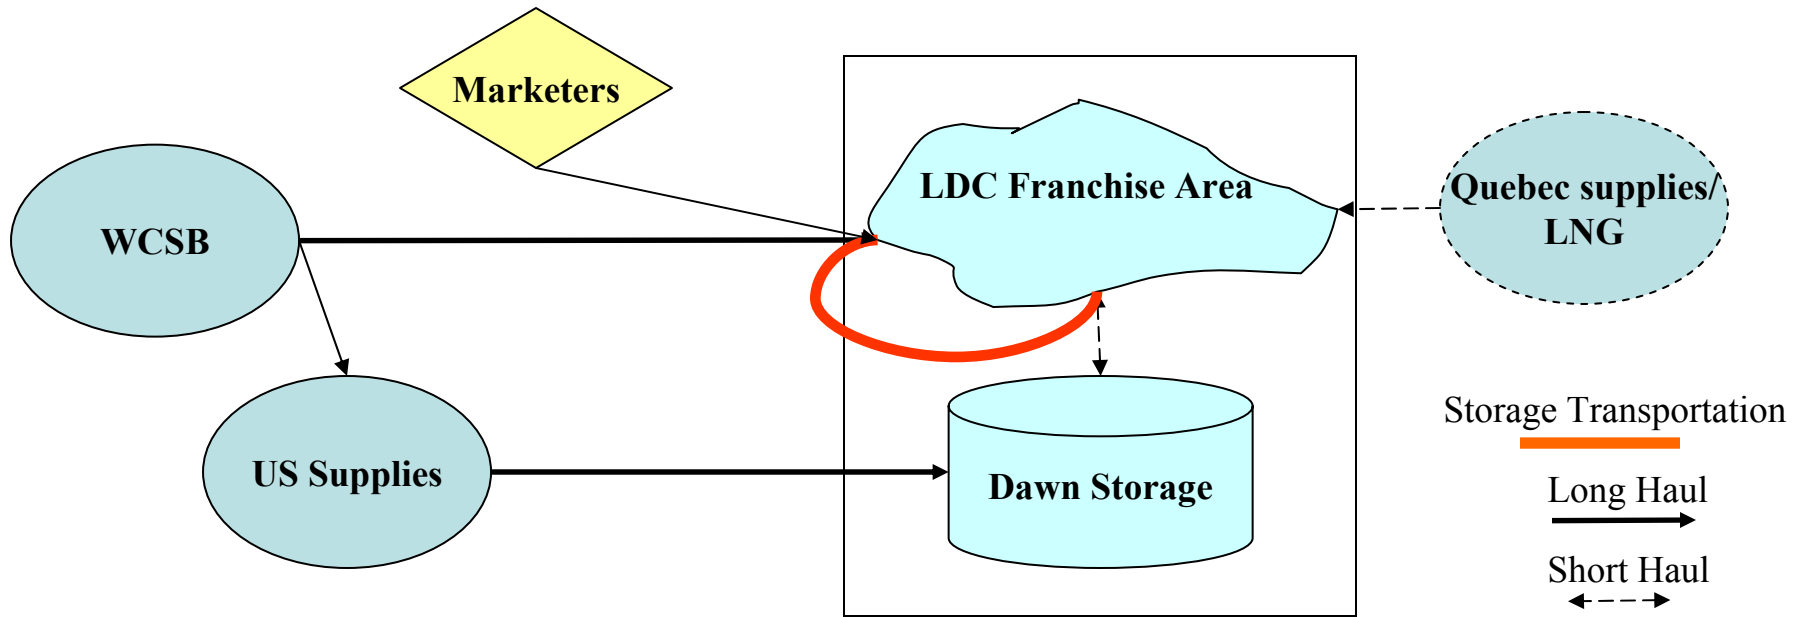 Marketers
LDC Franchise Area
Quebec supplies/
LNG
WCSB
Storage Transportation
US Supplies
Dawn Storage
Long Haul
Short Haul